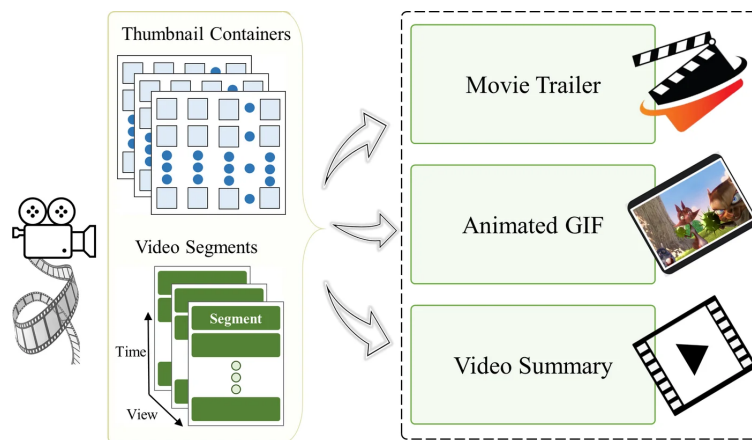 Thumbnail Containers
Video Segments
Segment
Time
View
Movie Trailer
Animated GIF
Video Summary